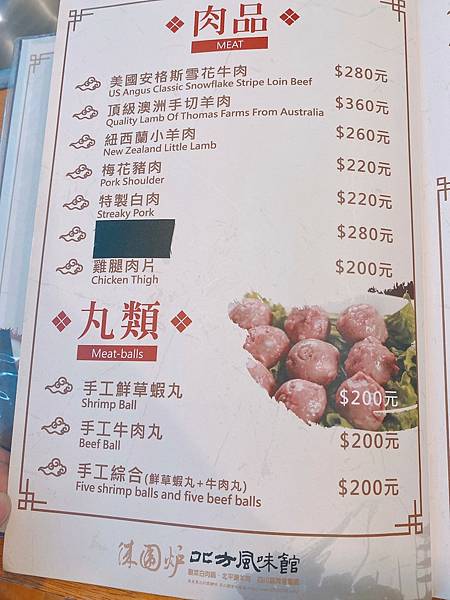 肉品
MEAT
美國安格斯雪花牛肉 $280元
US Angus Classic Snowflake Stripe Loin Beef
頂級澳洲手切羊肉 $360元
Quality Lamb Of Thomas Farms From Australia
紐西蘭小羊肉 $260元
New Zealand Little Lamb
梅花豬肉 $220元
Pork Shoulder
特製白肉 $220元
Streaky Pork
$280元
雞腿肉片 $200元
Chicken Thigh
丸類
Meat-balls
手工鮮草蝦丸 $200元
Shrimp Ball
手工牛肉丸 $200元
Beef Ball
手工綜合(鮮草蝦丸+牛肉丸) $200元
Five shrimp balls and five beef balls
陳圍炉 北方風味館